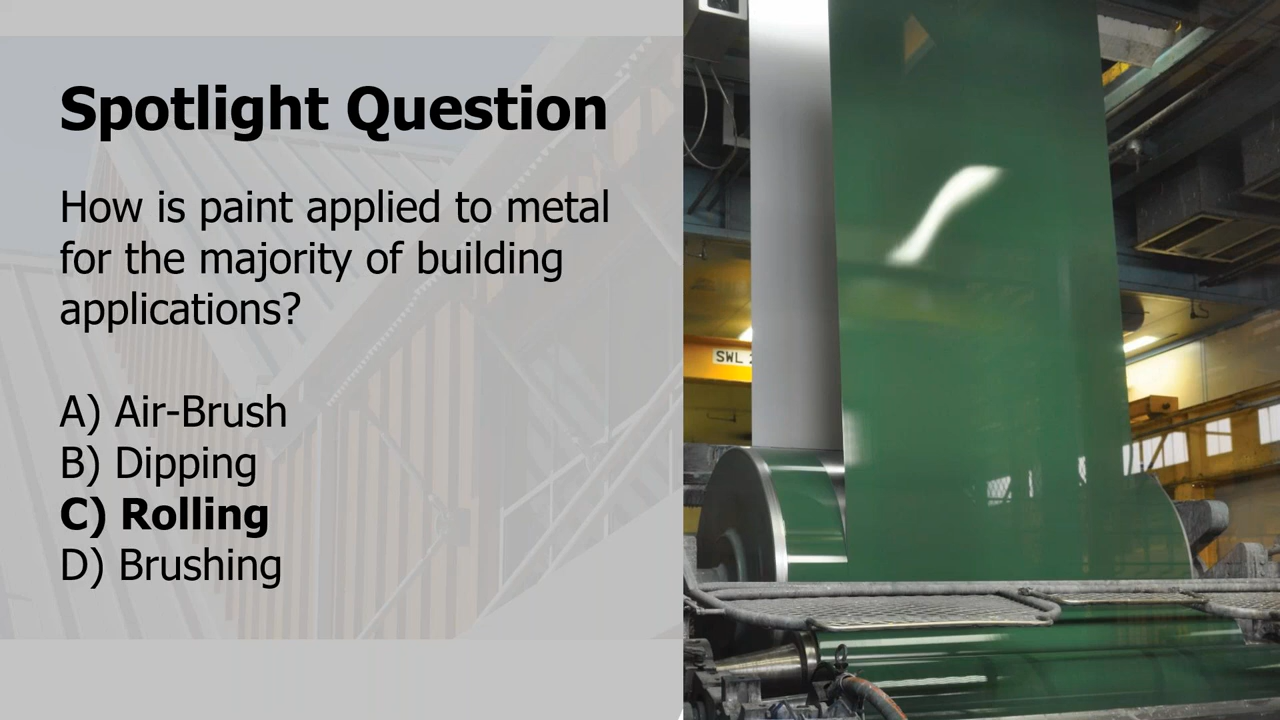 Spotlight Question
How is paint applied to metal
for the majority of building
applications?
A) Air-Brush
B) Dipping
C) Rolling
D) Brushing
SWL